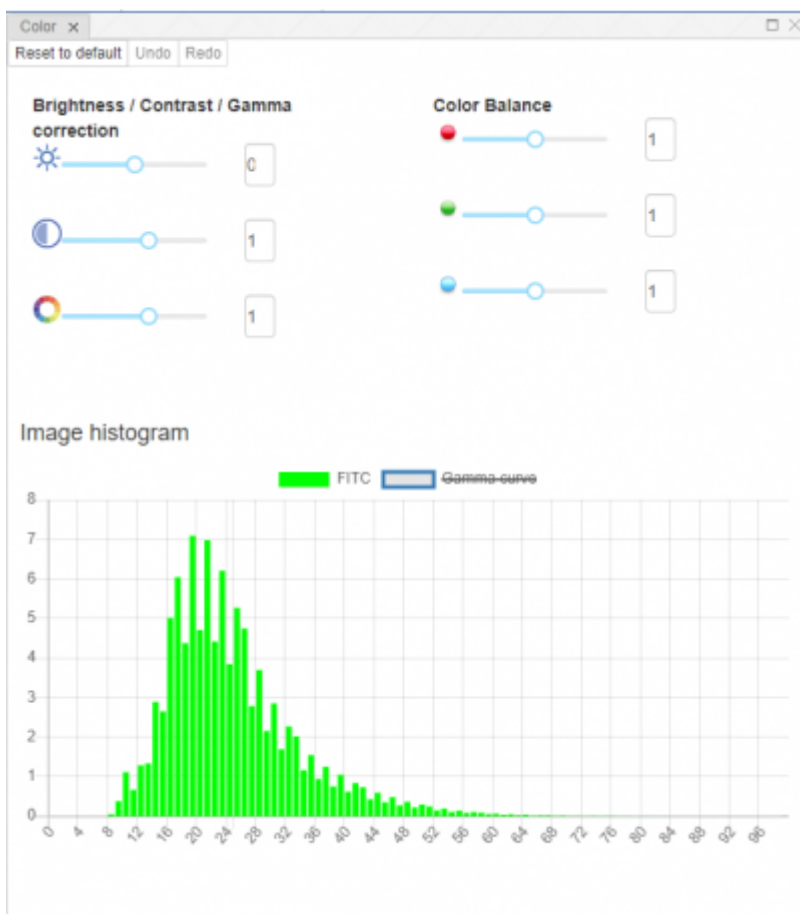 Color x
Reset to default Undo Redo
Brightness / Contrast / Gamma
correction
Color Balance
0
1
1
1
1
1
Image histogram
FITC Gamma curve
8
7
6
5
4
3
2
1
0
0 4 8 12 16 20 24 28 32 36 40 44 48 52 56 60 64 68 72 76 80 84 88 92 96